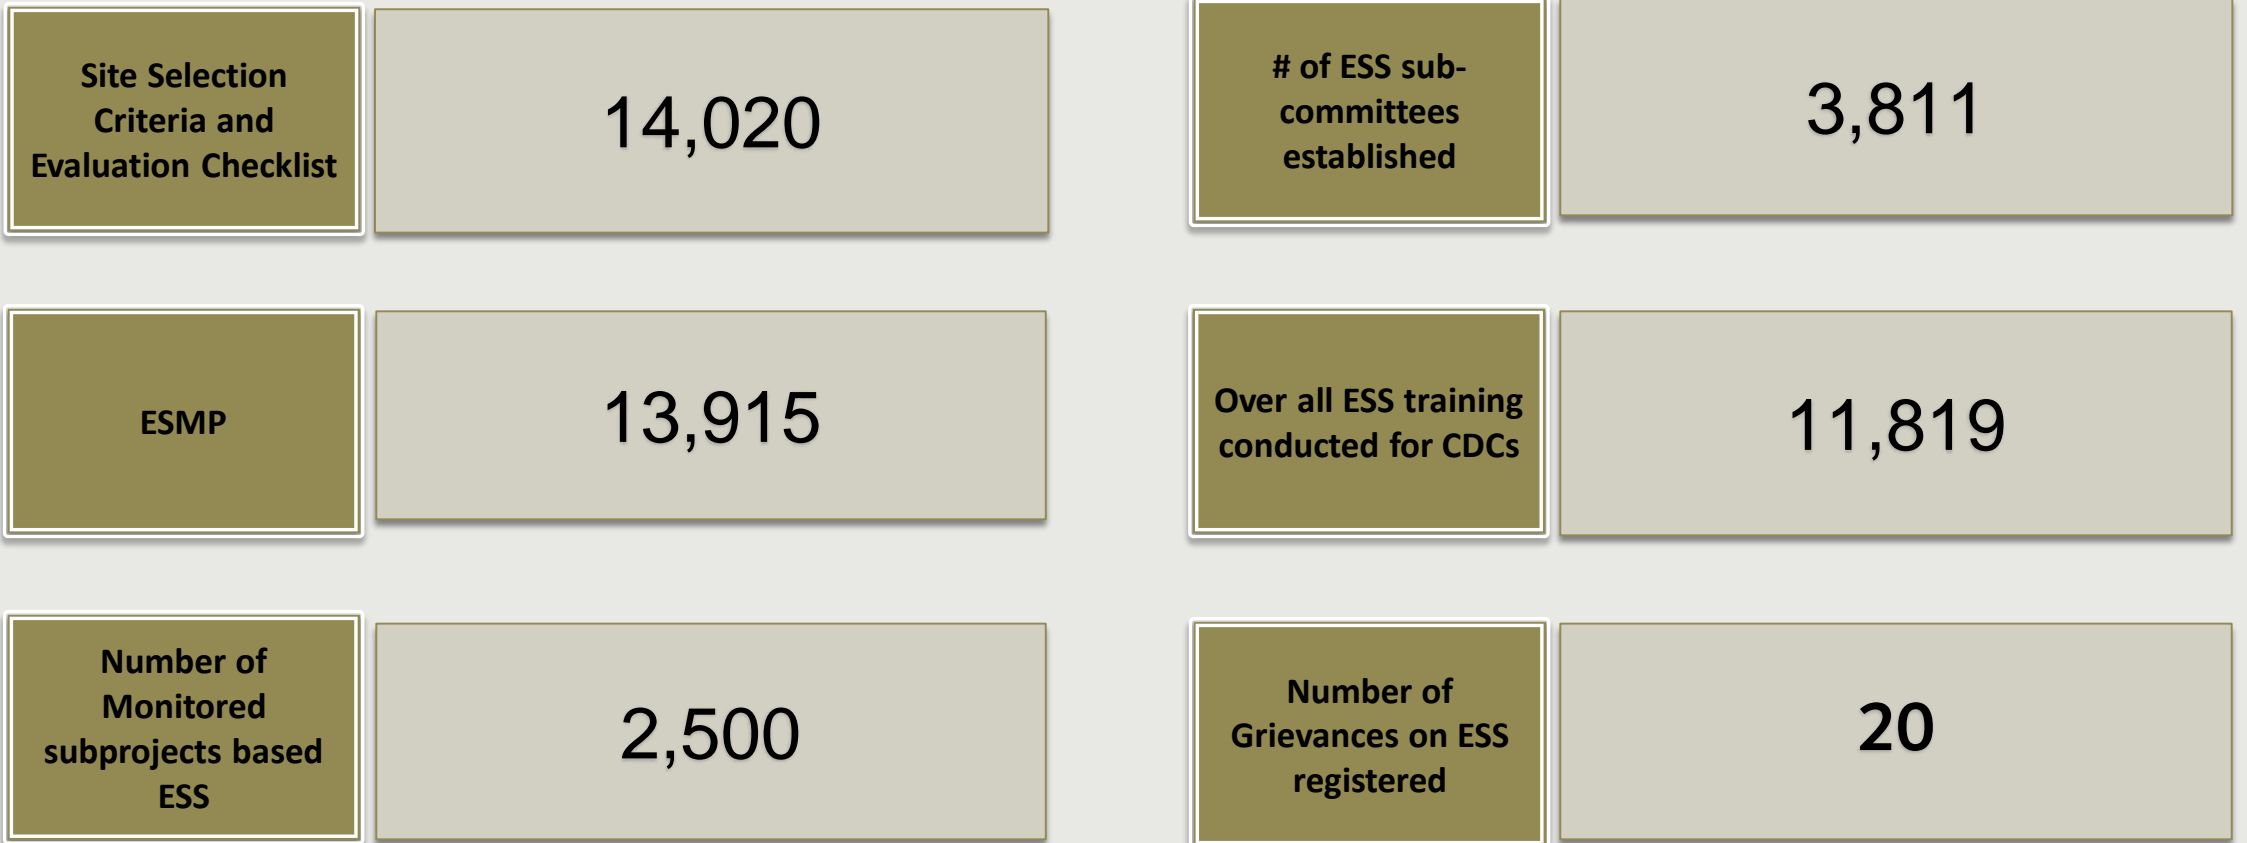 Site Selection
Criteria and
Evaluation Checklist
14,020
# of ESS sub-
committees
established
3,811
ESMP
13,915
Over all ESS training
conducted for CDCs
11,819
Number of
Monitored
subprojects based
ESS
2,500
Number of
Grievances on ESS
registered
20